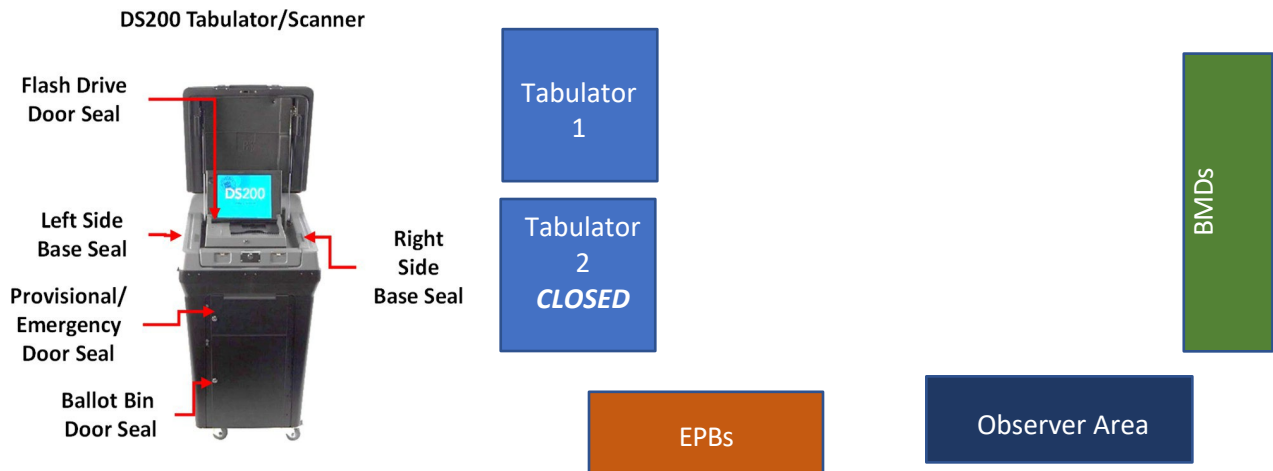 DS200 Tabulator/Scanner
Flash Drive
Door Seal
DS200
Left Side
Base Seal
Right
Side
Base Seal
Provisional/
Emergency
Door Seal
Ballot Bin
Door Seal
Tabulator
1
Tabulator
2
CLOSED
EPBs
Observer Area
BMDs